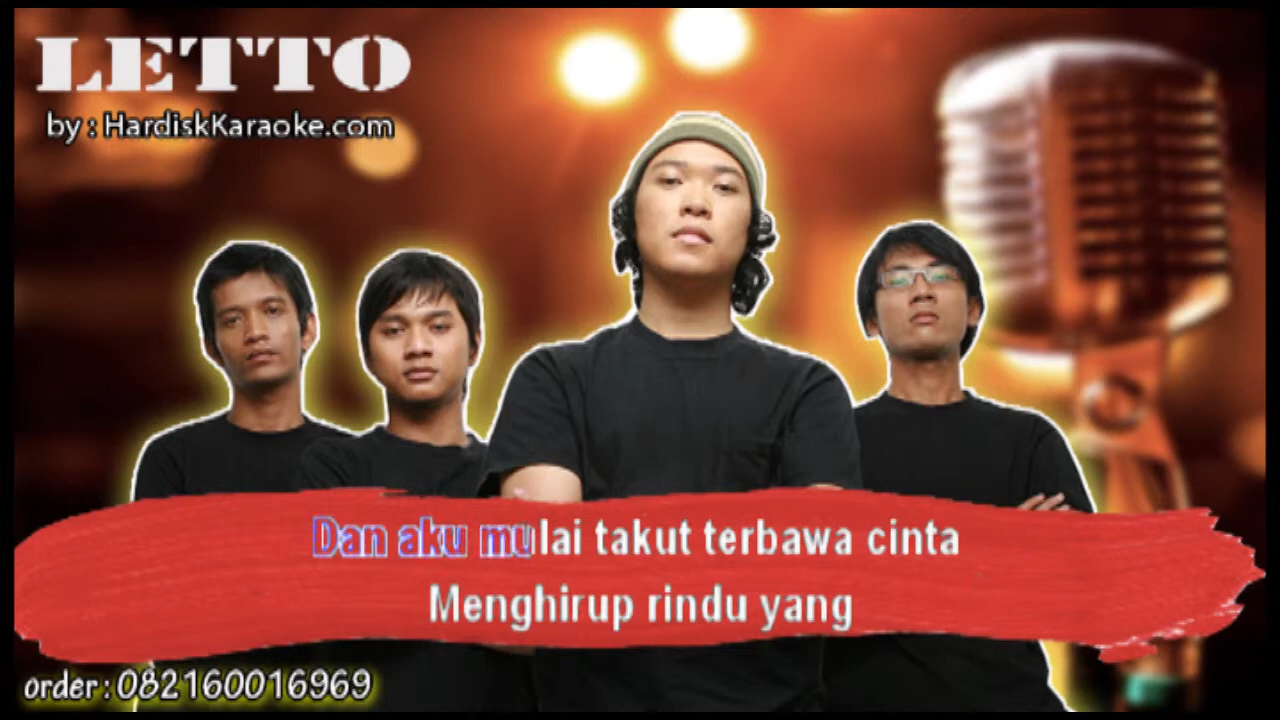 LETTO
by : HardiskKaraoke.com
Dan aku mulai takut terbawa cinta
Menghirup rindu yang
order : 082160016969